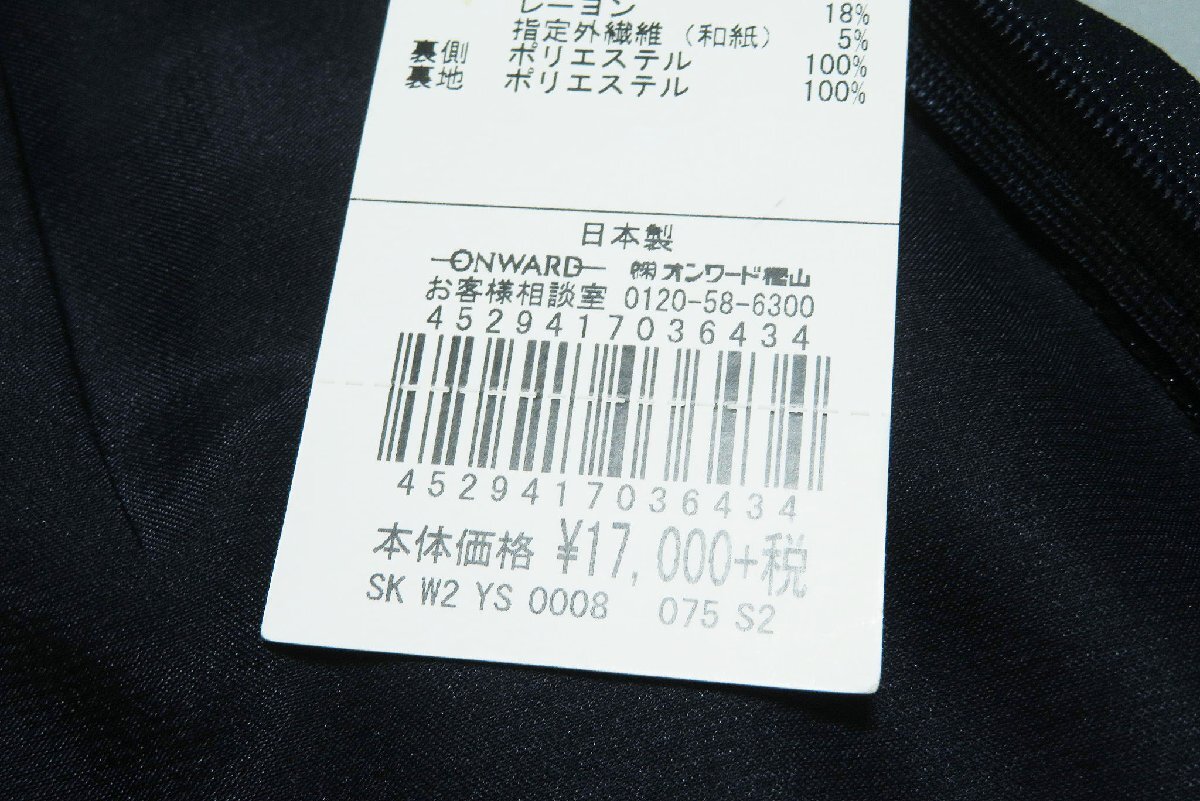 レーヨン 18%
指定外繊維（和紙） 5%
裏側 ポリエステル 100%
裏地 ポリエステル 100%
日本製
ONWARD ㈱オンワード樫山
お客様相談室 0120-58-6300
4529417036434
4529417036434
本体価格 ¥17,000+税
SK W2 YS 0008 075 S2